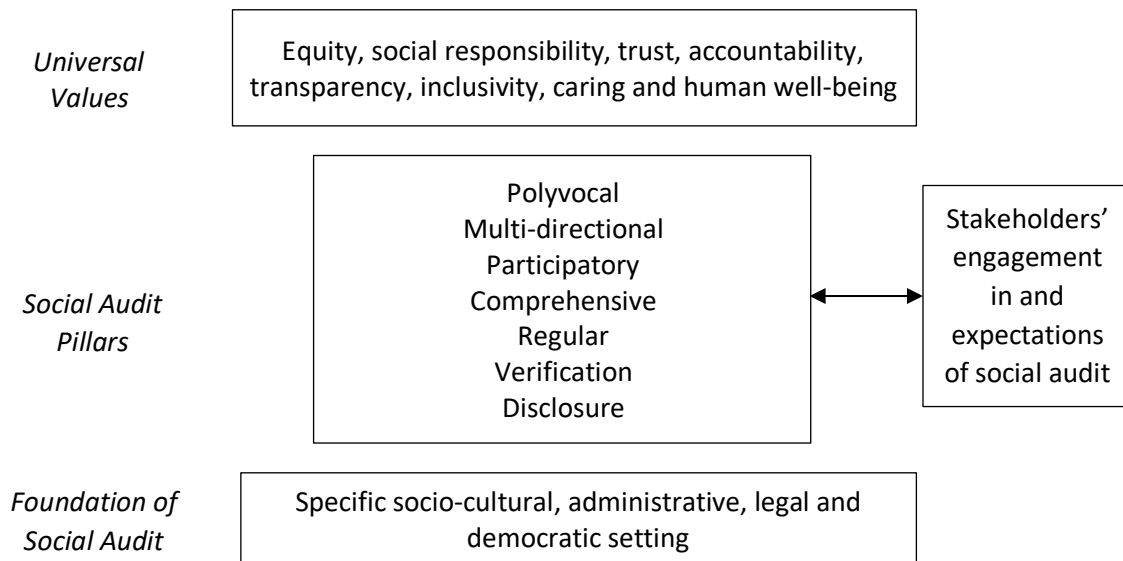 Universal
Values
Equity, social responsibility, trust, accountability,
transparency, inclusivity, caring and human well-being
Social Audit
Pillars
Polyvocal
Multi-directional
Participatory
Comprehensive
Regular
Verification
Disclosure
Stakeholders’
engagement
in and
expectations
of social audit
Foundation of
Social Audit
Specific socio-cultural, administrative, legal and
democratic setting